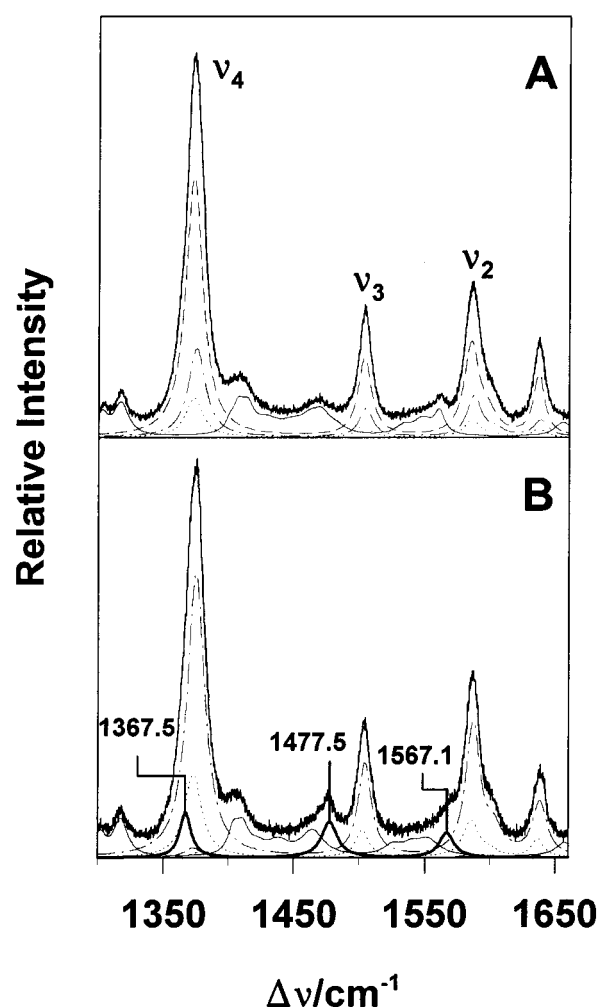 A
ν4
ν3
ν2
Relative Intensity
B
1367.5
1477.5
1567.1
1350 1450 1550 1650
Δν/cm-1